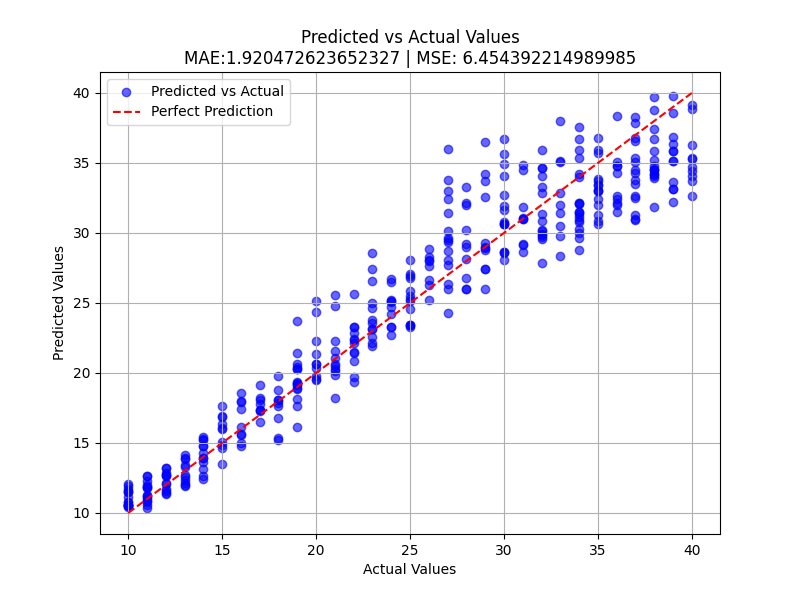 Predicted vs Actual Values
MAE:1.920472623652327 | MSE: 6.454392214989985
Predicted vs Actual
Perfect Prediction
40
35
30
25
20
15
10
Predicted Values
10 15 20 25 30 35 40
Actual Values